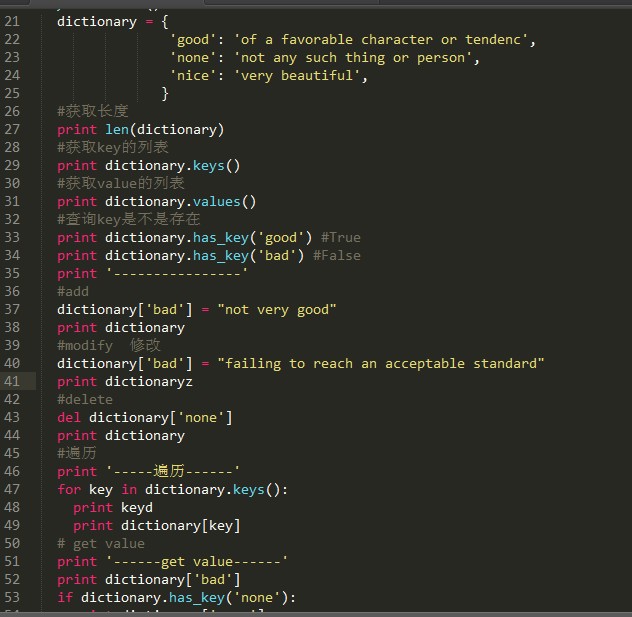 21 dictionary = {
22 'good': 'of a favorable character or tendenc',
23 'none': 'not any such thing or person',
24 'nice': 'very beautiful',
25 }
26 #获取长度
27 print len(dictionary)
28 #获取key的列表
29 print dictionary.keys()
30 #获取value的列表
31 print dictionary.values()
32 #查询key是不是存在
33 print dictionary.has_key('good') #True
34 print dictionary.has_key('bad') #False
35 print '----------------'
36 #add
37 dictionary['bad'] = "not very good"
38 print dictionary
39 #modify  修改
40 dictionary['bad'] = "failing to reach an acceptable standard"
41 print dictionaryz
42 #delete
43 del dictionary['none']
44 print dictionary
45 #遍历
46 print '-----遍历------'
47 for key in dictionary.keys():
48 print keyd
49 print dictionary[key]
50 # get value
51 print '------get value------'
52 print dictionary['bad']
53 if dictionary.has_key('none'):